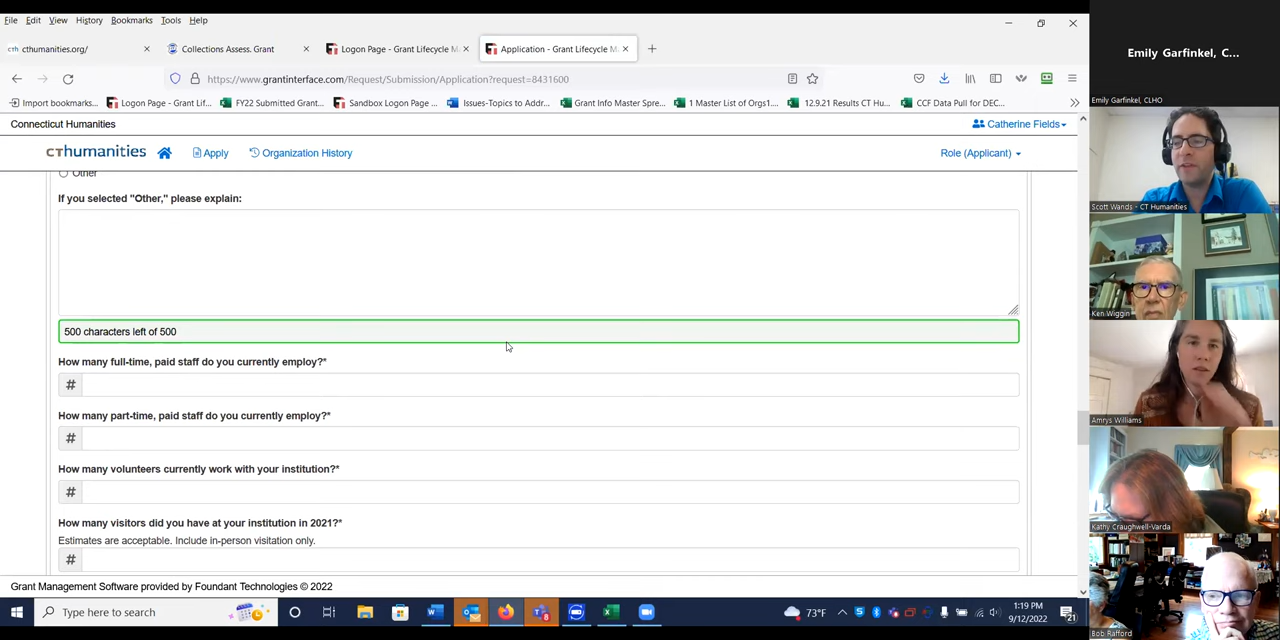 File Edit View History Bookmarks Tools Help
cthumanities.org/
Collections Assess. Grant
Logon Page - Grant Lifecycle M
Application - Grant Lifecycle M
https://www.grantinterface.com/Request/Submission/Application?request=8431600
Import bookmarks... Logon Page - Grant Lif... FY22 Submitted Grant... Sandbox Logon Page ... Issues-Topics to Addr... Grant Info Master Spre... 1 Master List of Orgs1.... 12.9.21 Results CT Hu... CCF Data Pull for DEC...
Connecticut Humanities
Catherine Fields
CTHUMANITIES Apply Organization History Role (Applicant)
Other
If you selected "Other," please explain:
500 characters left of 500
How many full-time, paid staff do you currently employ?*
#
How many part-time, paid staff do you currently employ?*
#
How many volunteers currently work with your institution?*
#
How many visitors did you have at your institution in 2021?*
Estimates are acceptable. Include in-person visitation only.
#
Grant Management Software provided by Foundant Technologies © 2022
Type here to search
73°F
1:19 PM
9/12/2022
21
Emily Garfinkel, C...
Emily Garfinkel, CLHO
Scott Wands - CT Humanities
Ken Wiggin
Amrys Williams
Kathy Craughwell-Varda
Bob Rafford